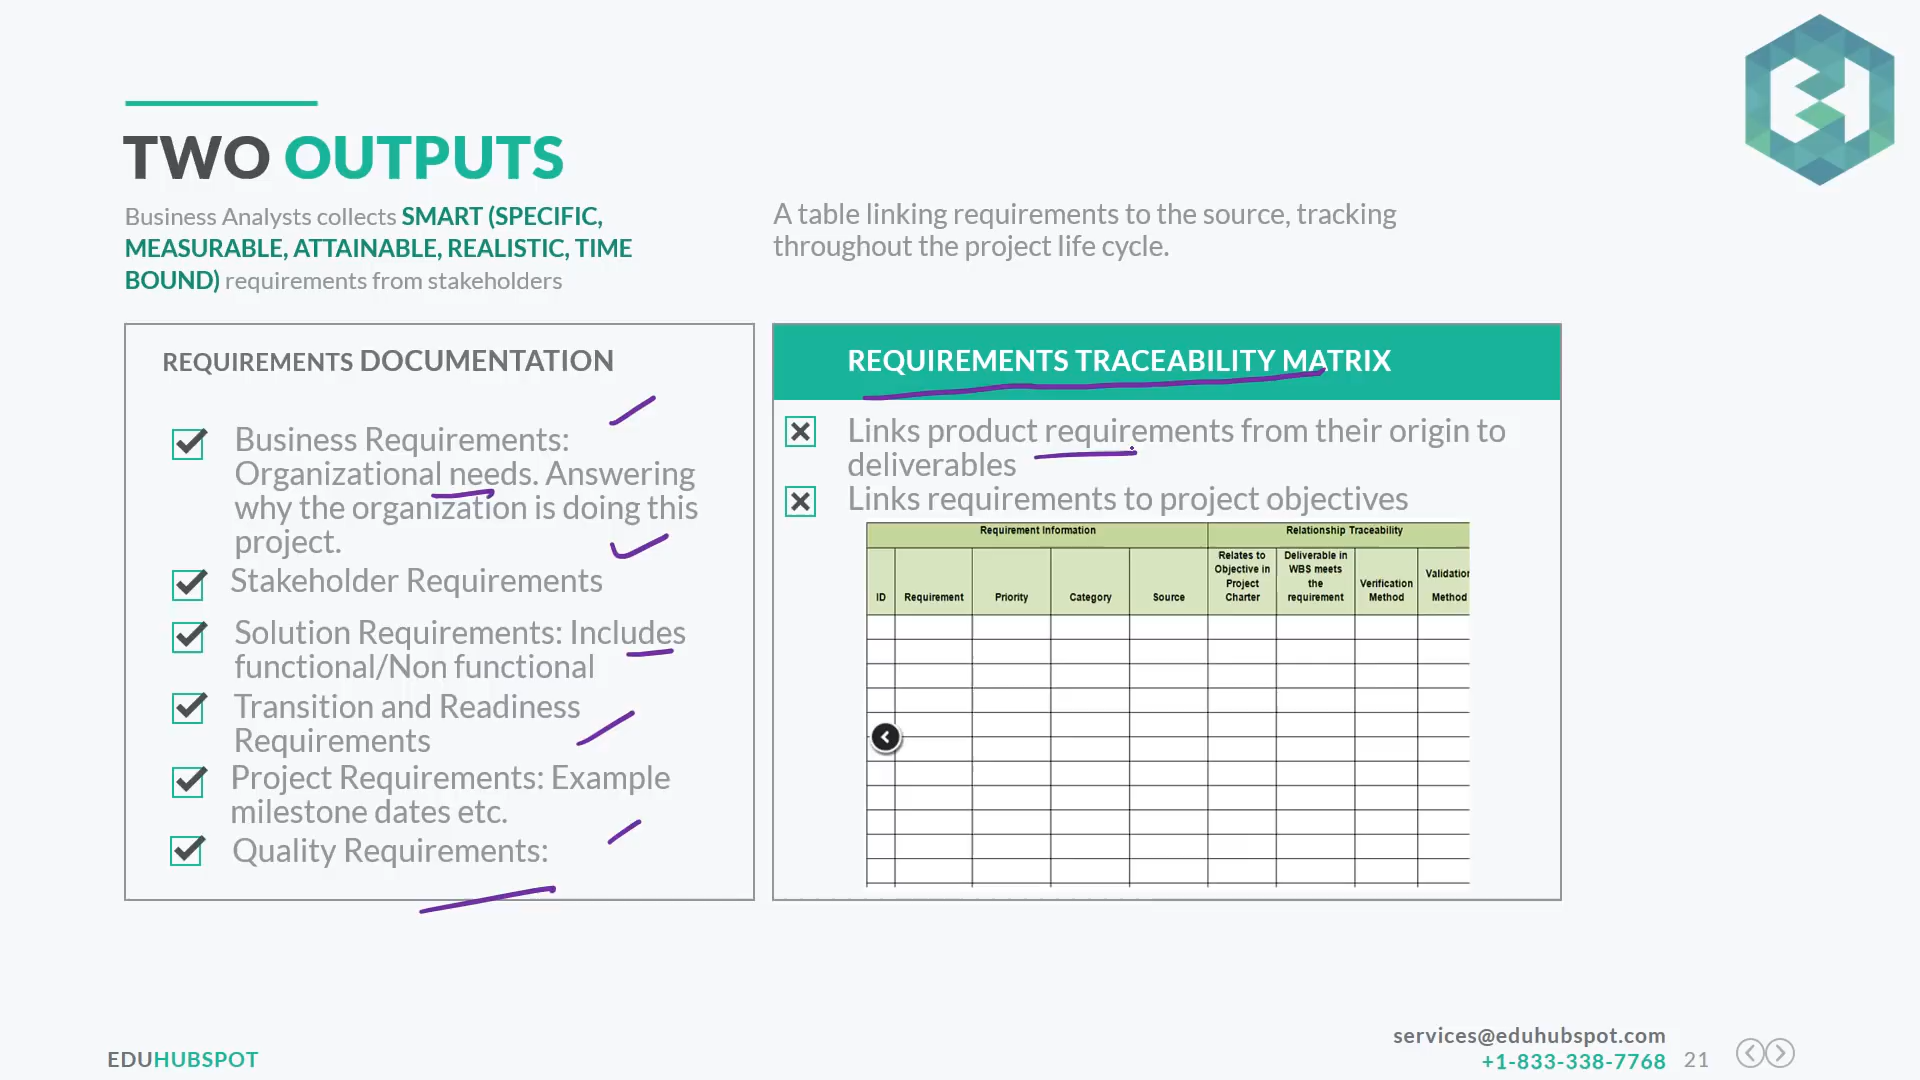 TWO OUTPUTS
Business Analysts collects SMART (SPECIFIC,
MEASURABLE, ATTAINABLE, REALISTIC, TIME
BOUND) requirements from stakeholders
A table linking requirements to the source, tracking
throughout the project life cycle.
REQUIREMENTS DOCUMENTATION
Business Requirements:
Organizational needs. Answering
why the organization is doing this
project.
Stakeholder Requirements
Solution Requirements: Includes
functional/Non functional
Transition and Readiness
Requirements
Project Requirements: Example
milestone dates etc.
Quality Requirements:
REQUIREMENTS TRACEABILITY MATRIX
Links product requirements from their origin to
deliverables
Links requirements to project objectives
Requirement Information
Relationship Traceability
ID
Requirement
Priority
Category
Source
Relates to
Objective in
Project
Charter
Deliverable in
WBS meets
the
requirement
Verification
Method
Validation
Method
EDUHUBSPOT
services@eduhubspot.com
+1-833-338-7768
21